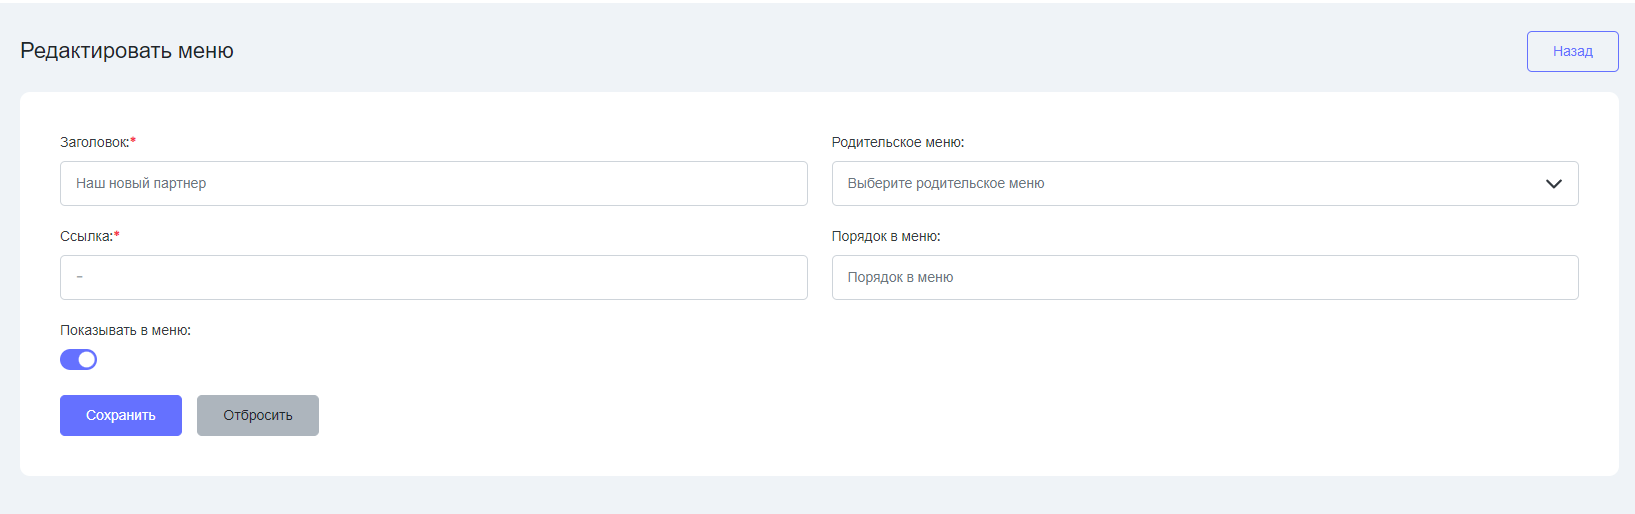 Редактировать меню
Назад
Заголовок:*
Родительское меню:
Наш новый партнер
Выберите родительское меню
Ссылка:*
Порядок в меню:
-
Порядок в меню
Показывать в меню:
Сохранить
Отбросить